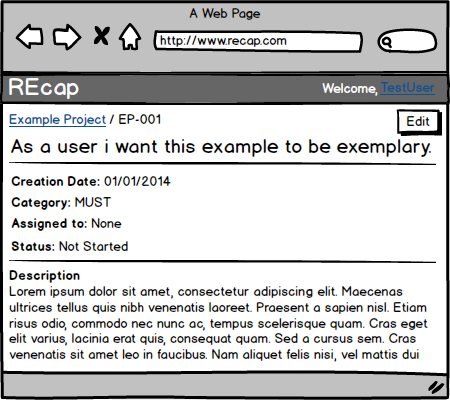 A Web Page
http://www.recap.com
REcap
Welcome, TestUser
Example Project / EP-001
Edit
As a user i want this example to be exemplary.
Creation Date: 01/01/2014
Category: MUST
Assigned to: None
Status: Not Started
Description
Lorem ipsum dolor sit amet, consectetur adipiscing elit. Maecenas
ultrices tellus quis nibh venenatis laoreet. Praesent a sapien nisl. Etiam
risus odio, commodo nec nunc ac, tempus scelerisque quam. Cras eget
elit varius, lacinia erat quis, consequat quam. Sed a cursus sem. Cras
venenatis sit amet leo in faucibus. Nam aliquet felis nisi, vel mattis dui